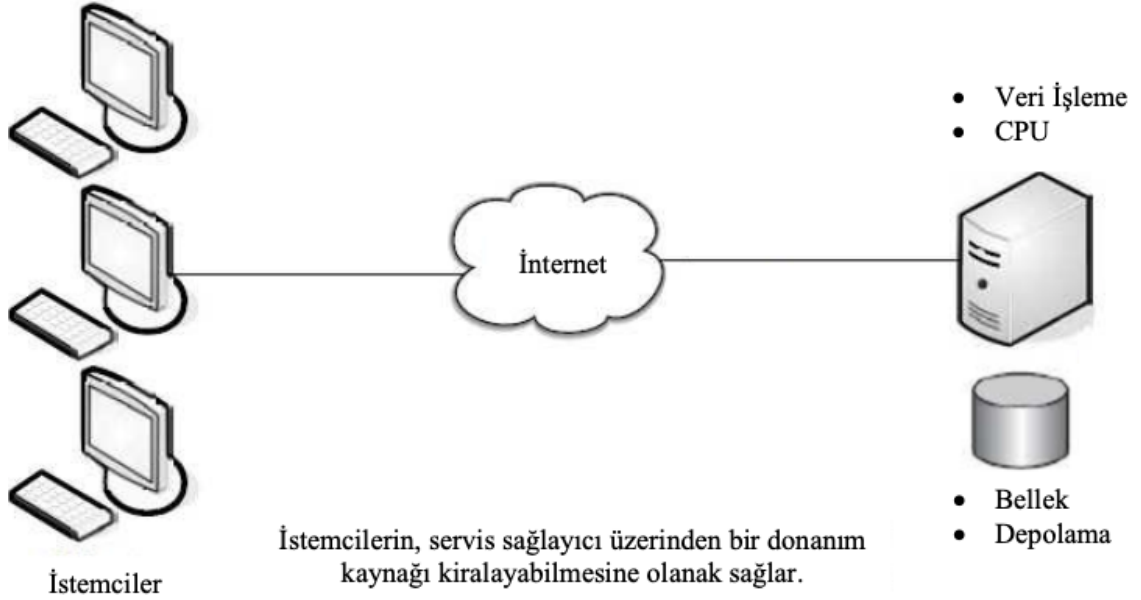 Veri İşleme
CPU
İnternet
Bellek
Depolama
İstemcilerin, servis sağlayıcı üzerinden bir donanım
kaynağı kiralayabilmesine olanak sağlar.
İstemciler